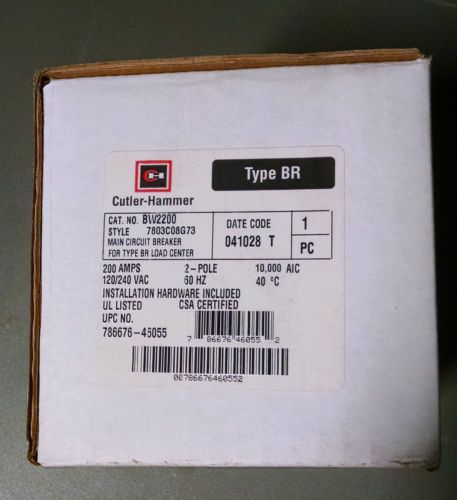 Type BR
Cutler-Hammer
CAT. NO. BW2200
STYLE 7803C08G73
MAIN CIRCUIT BREAKER
FOR TYPE BR LOAD CENTER
DATE CODE
041028 T
1
PC
200 AMPS 2-POLE 10,000 AIC
120/240 VAC 60 HZ 40 °C
INSTALLATION HARDWARE INCLUDED
UL LISTED CSA CERTIFIED
UPC NO.
786676-46055
7 86676 46055 2
00786676460552